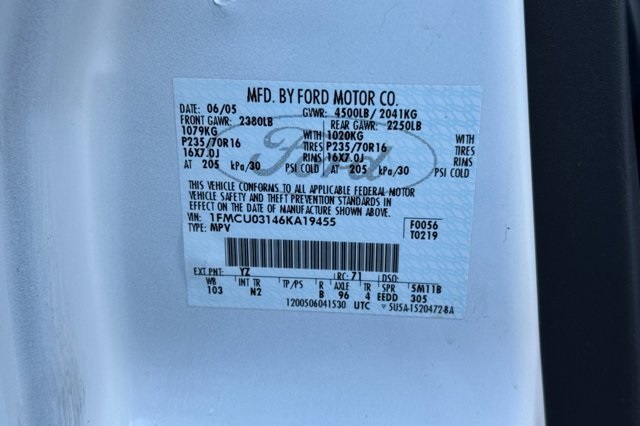 MFD. BY FORD MOTOR CO.
DATE: 06/05 GVWR: 4500LB/ 2041KG
FRONT GAWR: 2380LB REAR GAWR: 2250LB
1079KG WITH 1020KG WITH
P235/70R16 TIRES P235/70R16 TIRES
16X7.0J RIMS 16X7.0J RIMS
AT 205 kPa/30 PSI COLD AT 205 kPa/30 PSI COLD
THIS VEHICLE CONFORMS TO ALL APPLICABLE FEDERAL MOTOR
VEHICLE SAFETY AND THEFT PREVENTION STANDARDS IN
EFFECT ON THE DATE OF MANUFACTURE SHOWN ABOVE.
VIN: 1FMCU03146KA19455 F0056
TYPE: MPV T0219
EXT PNT: YZ RC: 71 DSO:
WB INT TR TP/PS R AXLE TR SPR 5M11B
103 N2 B 96 4 EEDD 305
1200506041530 UTC 5U5A-1520472-BA
Ford